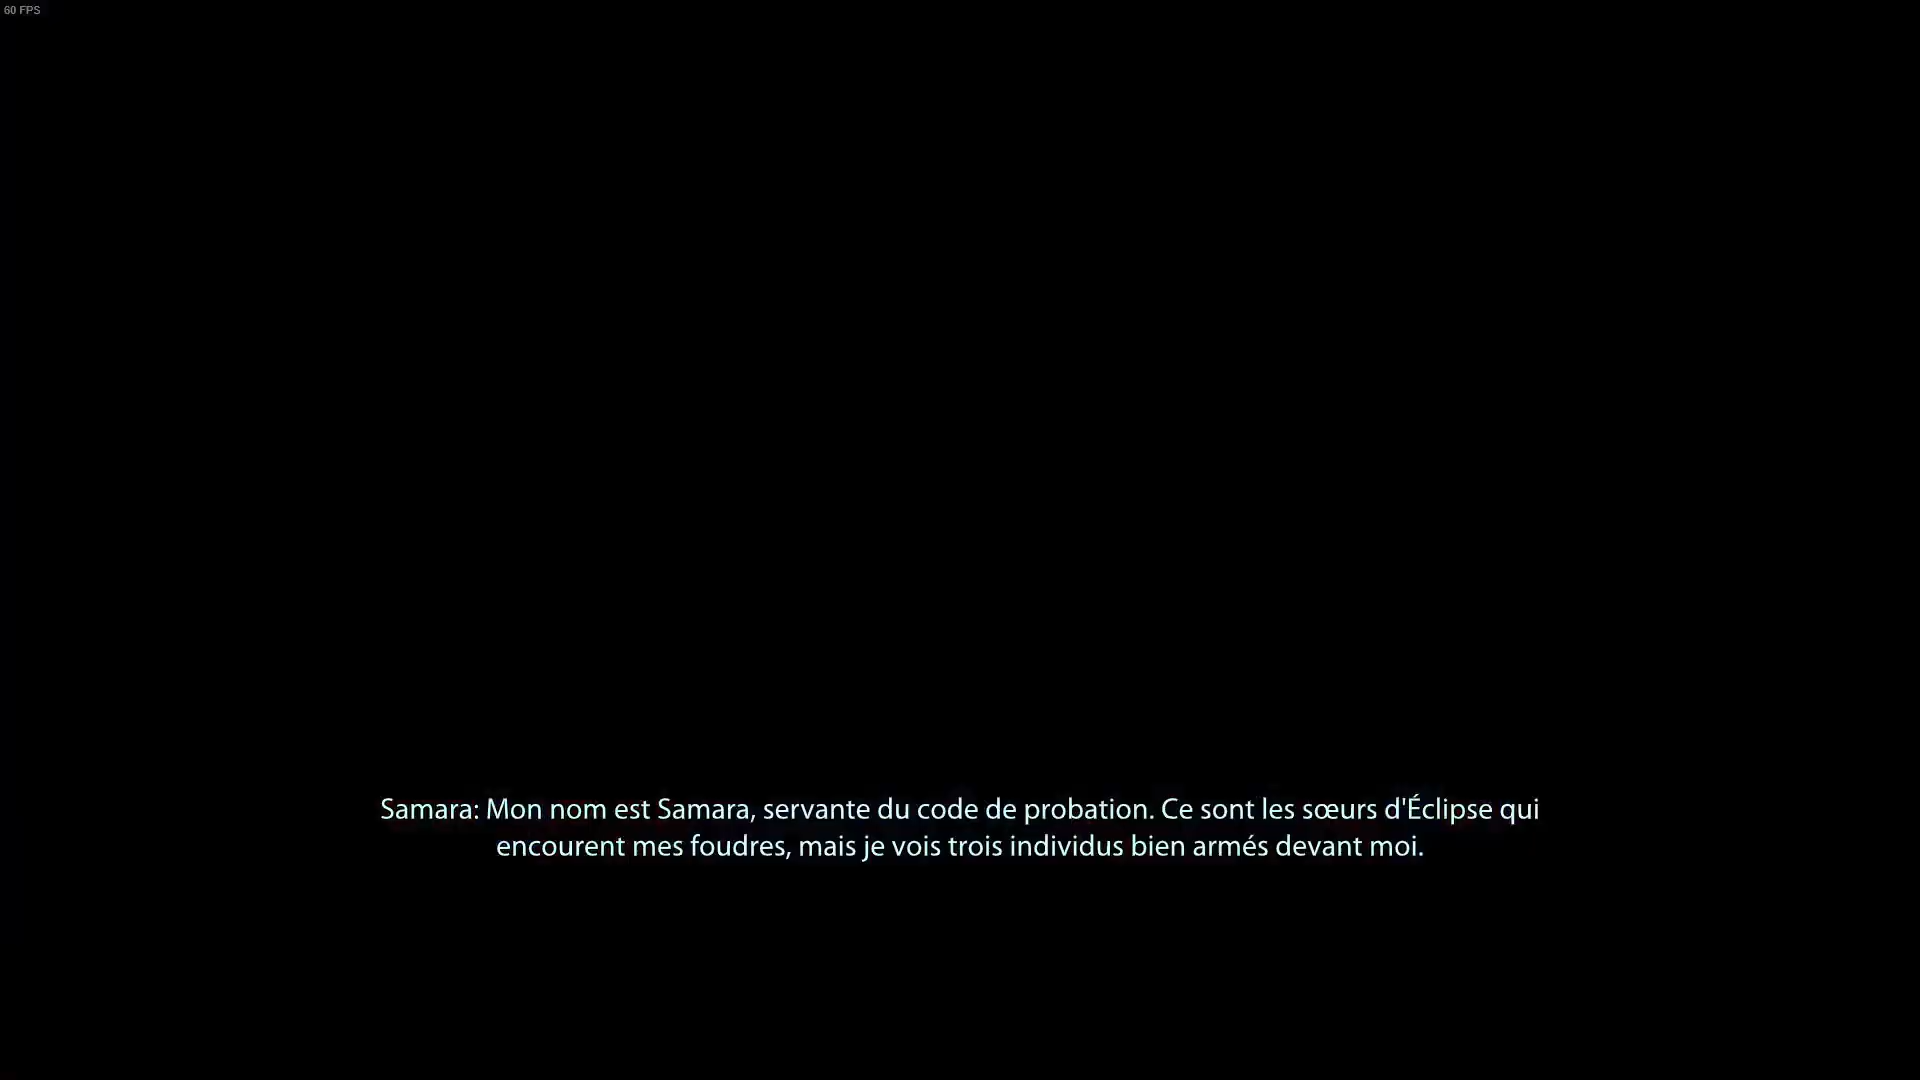 60 FPS
Samara: Mon nom est Samara, servante du code de probation. Ce sont les sœurs d'Éclipse qui
encourent mes foudres, mais je vois trois individus bien armés devant moi.